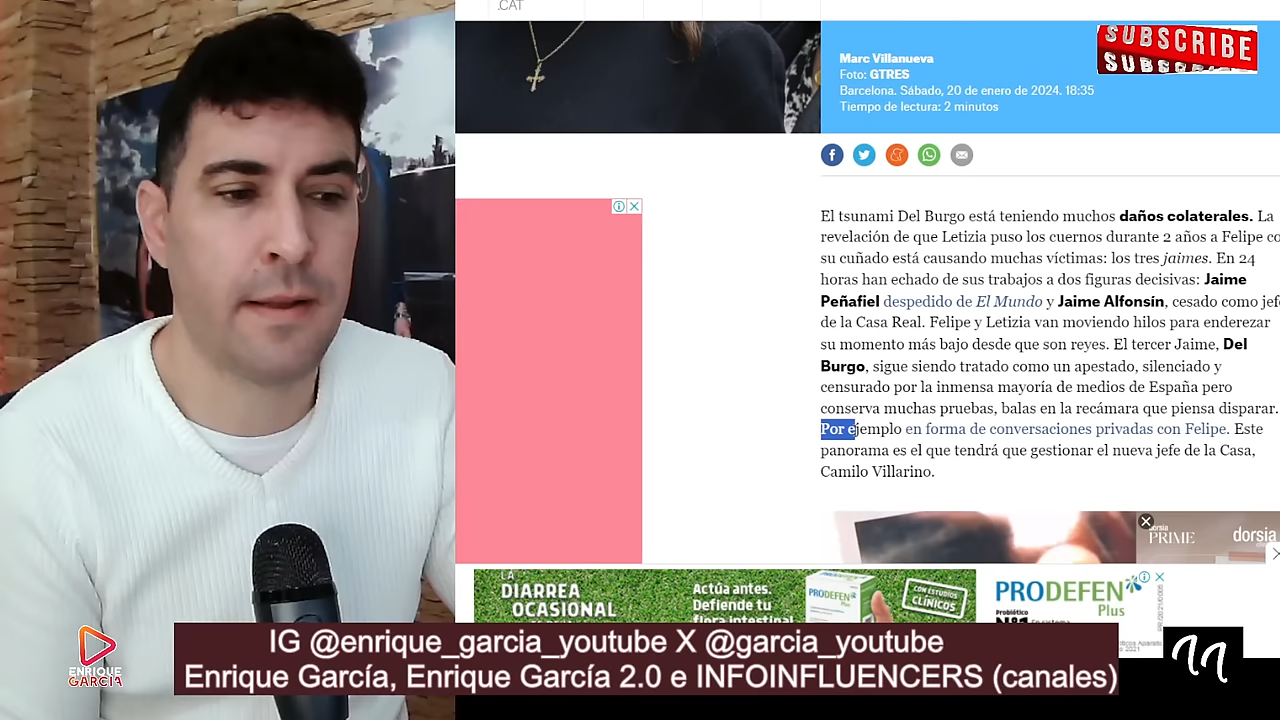 .CAT
SUBSCRIBE
SUBSCRIBE
Marc Villanueva
Foto: GTRES
Barcelona. Sábado, 20 de enero de 2024. 18:35
Tiempo de lectura: 2 minutos
El tsunami Del Burgo está teniendo muchos daños colaterales. La
revelación de que Letizia puso los cuernos durante 2 años a Felipe co
su cuñado está causando muchas víctimas: los tres jaimes. En 24
horas han echado de sus trabajos a dos figuras decisivas: Jaime
Peñafiel despedido de El Mundo y Jaime Alfonsín, cesado como jefe
de la Casa Real. Felipe y Letizia van moviendo hilos para enderezar
su momento más bajo desde que son reyes. El tercer Jaime, Del
Burgo, sigue siendo tratado como un apestado, silenciado y
censurado por la inmensa mayoría de medios de España pero
conserva muchas pruebas, balas en la recámara que piensa disparar.
Por ejemplo en forma de conversaciones privadas con Felipe. Este
panorama es el que tendrá que gestionar el nueva jefe de la Casa,
Camilo Villarino.
dorsia
PRIME
dorsia
LA
DIARREA
OCASIONAL
Actúa antes.
Defiende tu
flora intestinal
PRODEFEN
Plus
CON ESTUDIOS
CLÍNICOS
PRODEFEN
Plus
Probiótico
Nº1
IG @enrique_garcia_youtube X @garcia_youtube
Enrique García, Enrique García 2.0 e INFOINFLUENCERS (canales)
ENRIQUE
GARCÍA